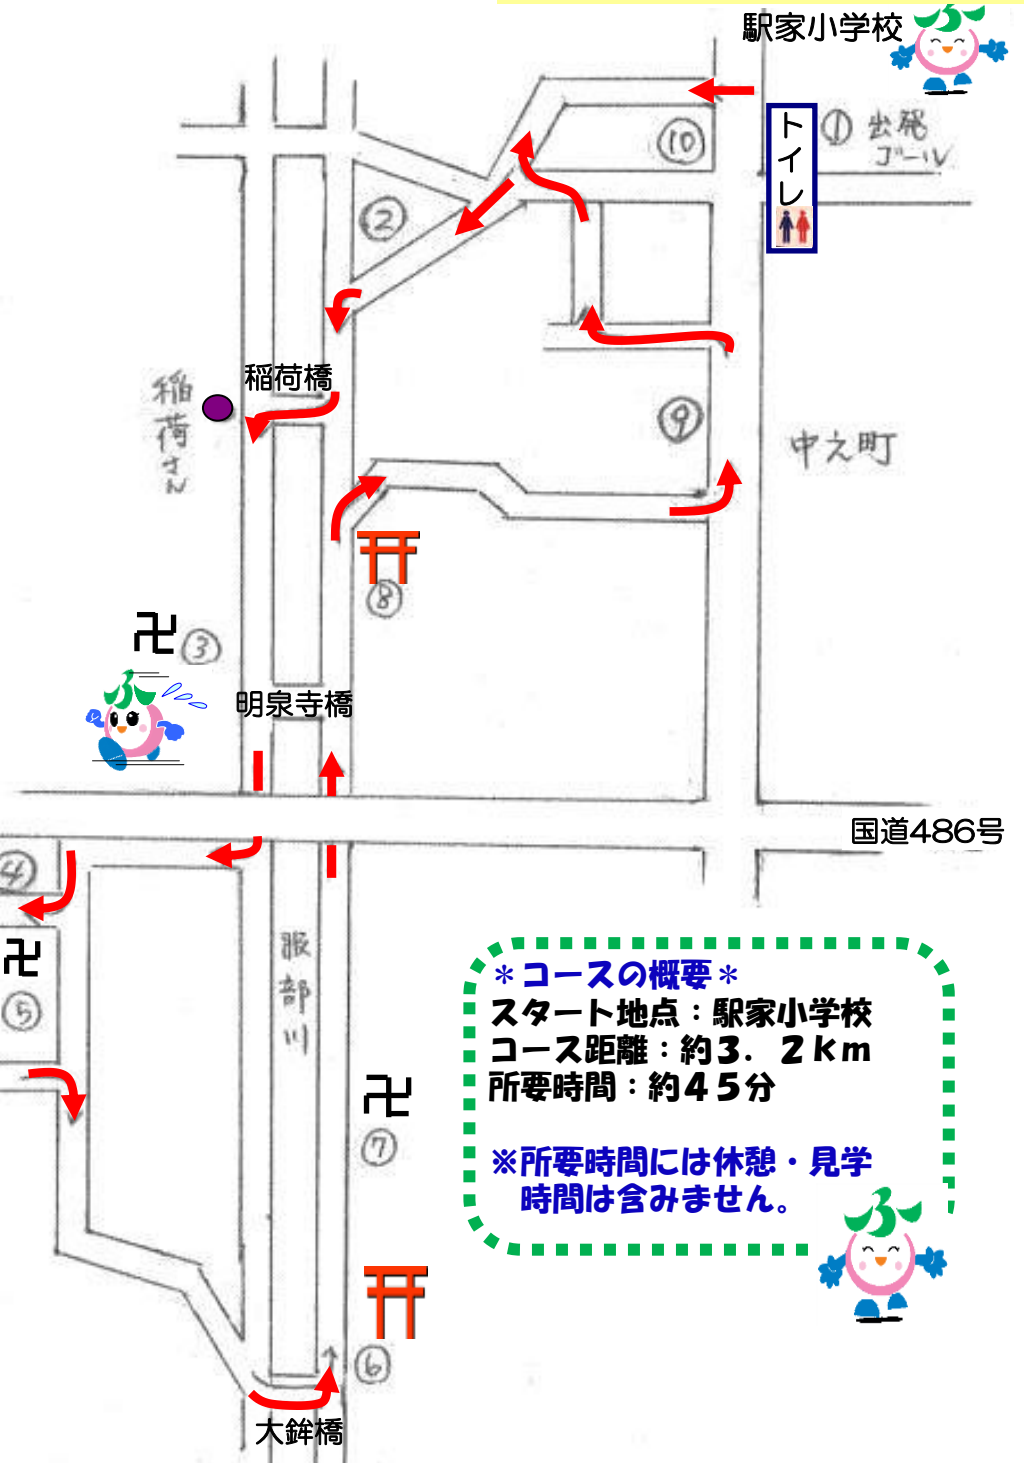 駅家小学校
トイレ
① 出発
ゴール
⑩
②
稲荷橋
稲荷さん
⑨
中之町
⑧
卍 ③
明泉寺橋
国道486号
④
卍
⑤
服部川
＊コースの概要＊
スタート地点：駅家小学校
コース距離：約３．２ｋｍ
所要時間：約４５分
※所要時間には休憩・見学
時間は含みません。
卍
⑦
⑥
大鉾橋